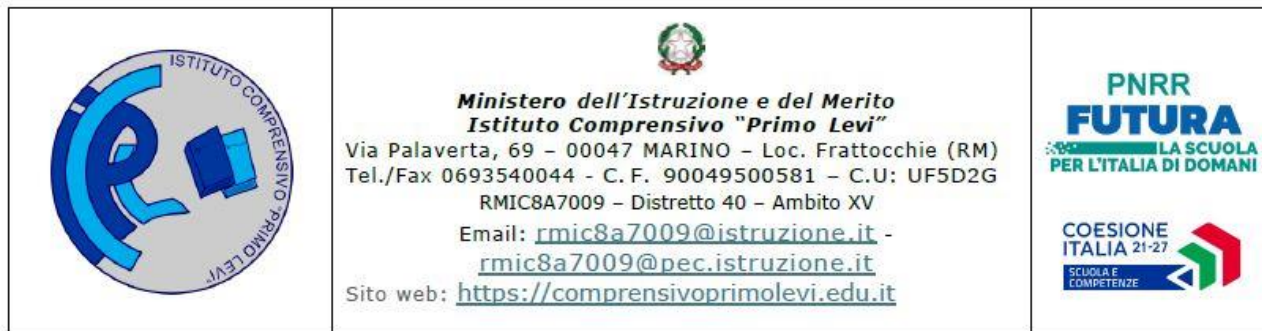 ISTITUTO COMPRENSIVO "PRIMO LEVI"
Ministero dell'Istruzione e del Merito
Istituto Comprensivo "Primo Levi"
Via Palaverta, 69 – 00047 MARINO – Loc. Frattocchie (RM)
Tel./Fax 0693540044 - C. F. 90049500581 – C.U: UF5D2G
RMIC8A7009 – Distretto 40 – Ambito XV
Email: rmic8a7009@istruzione.it -
rmic8a7009@pec.istruzione.it
Sito web: https://comprensivoprimolevi.edu.it
PNRR
FUTURA
LA SCUOLA
PER L'ITALIA DI DOMANI
COESIONE
ITALIA 21-27
SCUOLA E
COMPETENZE